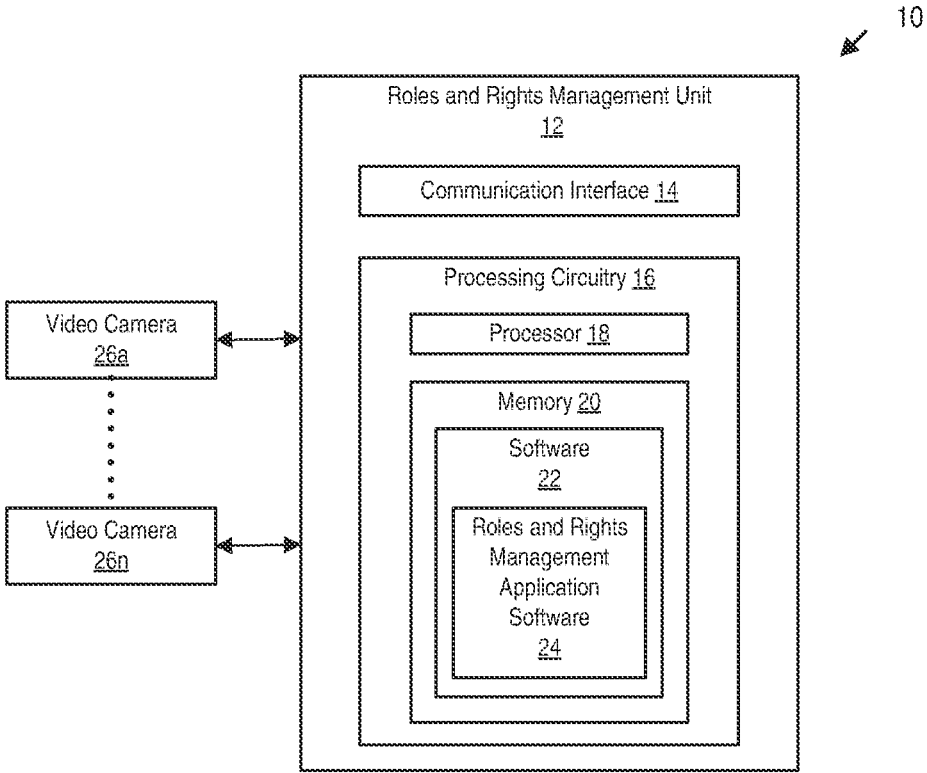 10
Roles and Rights Management Unit
12
Communication Interface 14
Processing Circuitry 16
Processor 18
Memory 20
Software
22
Roles and Rights
Management
Application
Software
24
Video Camera
26a
Video Camera
26n